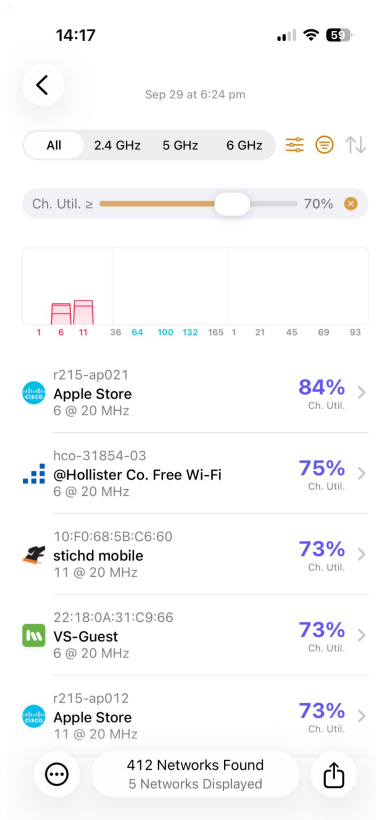 14:17
59
Sep 29 at 6:24 pm
All 2.4 GHz 5 GHz 6 GHz
Ch. Util. ≥ 70%
1 6 11 36 64 100 132 165 1 21 45 69 93
r215-ap021
Apple Store
6 @ 20 MHz
84%
Ch. Util.
hco-31854-03
@Hollister Co. Free Wi-Fi
6 @ 20 MHz
75%
Ch. Util.
10:F0:68:5B:C6:60
stichd mobile
11 @ 20 MHz
73%
Ch. Util.
22:18:0A:31:C9:66
VS-Guest
6 @ 20 MHz
73%
Ch. Util.
r215-ap012
Apple Store
11 @ 20 MHz
73%
Ch. Util.
412 Networks Found
5 Networks Displayed